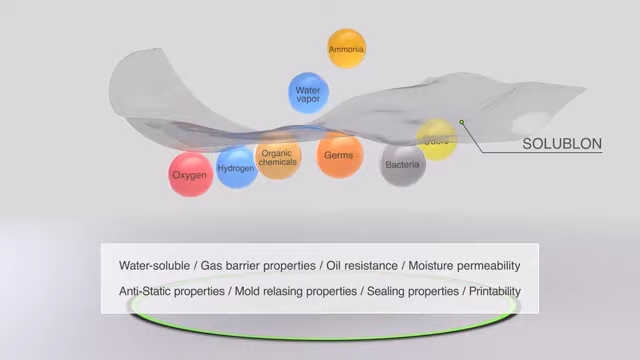 Ammonia
Water
vapor
SOLUBLON
Odors
Organic
chemicals
Germs
Bacteria
Hydrogen
Oxygen
Water-soluble / Gas barrier properties / Oil resistance / Moisture permeability
Anti-Static properties / Mold relasing properties / Sealing properties / Printability